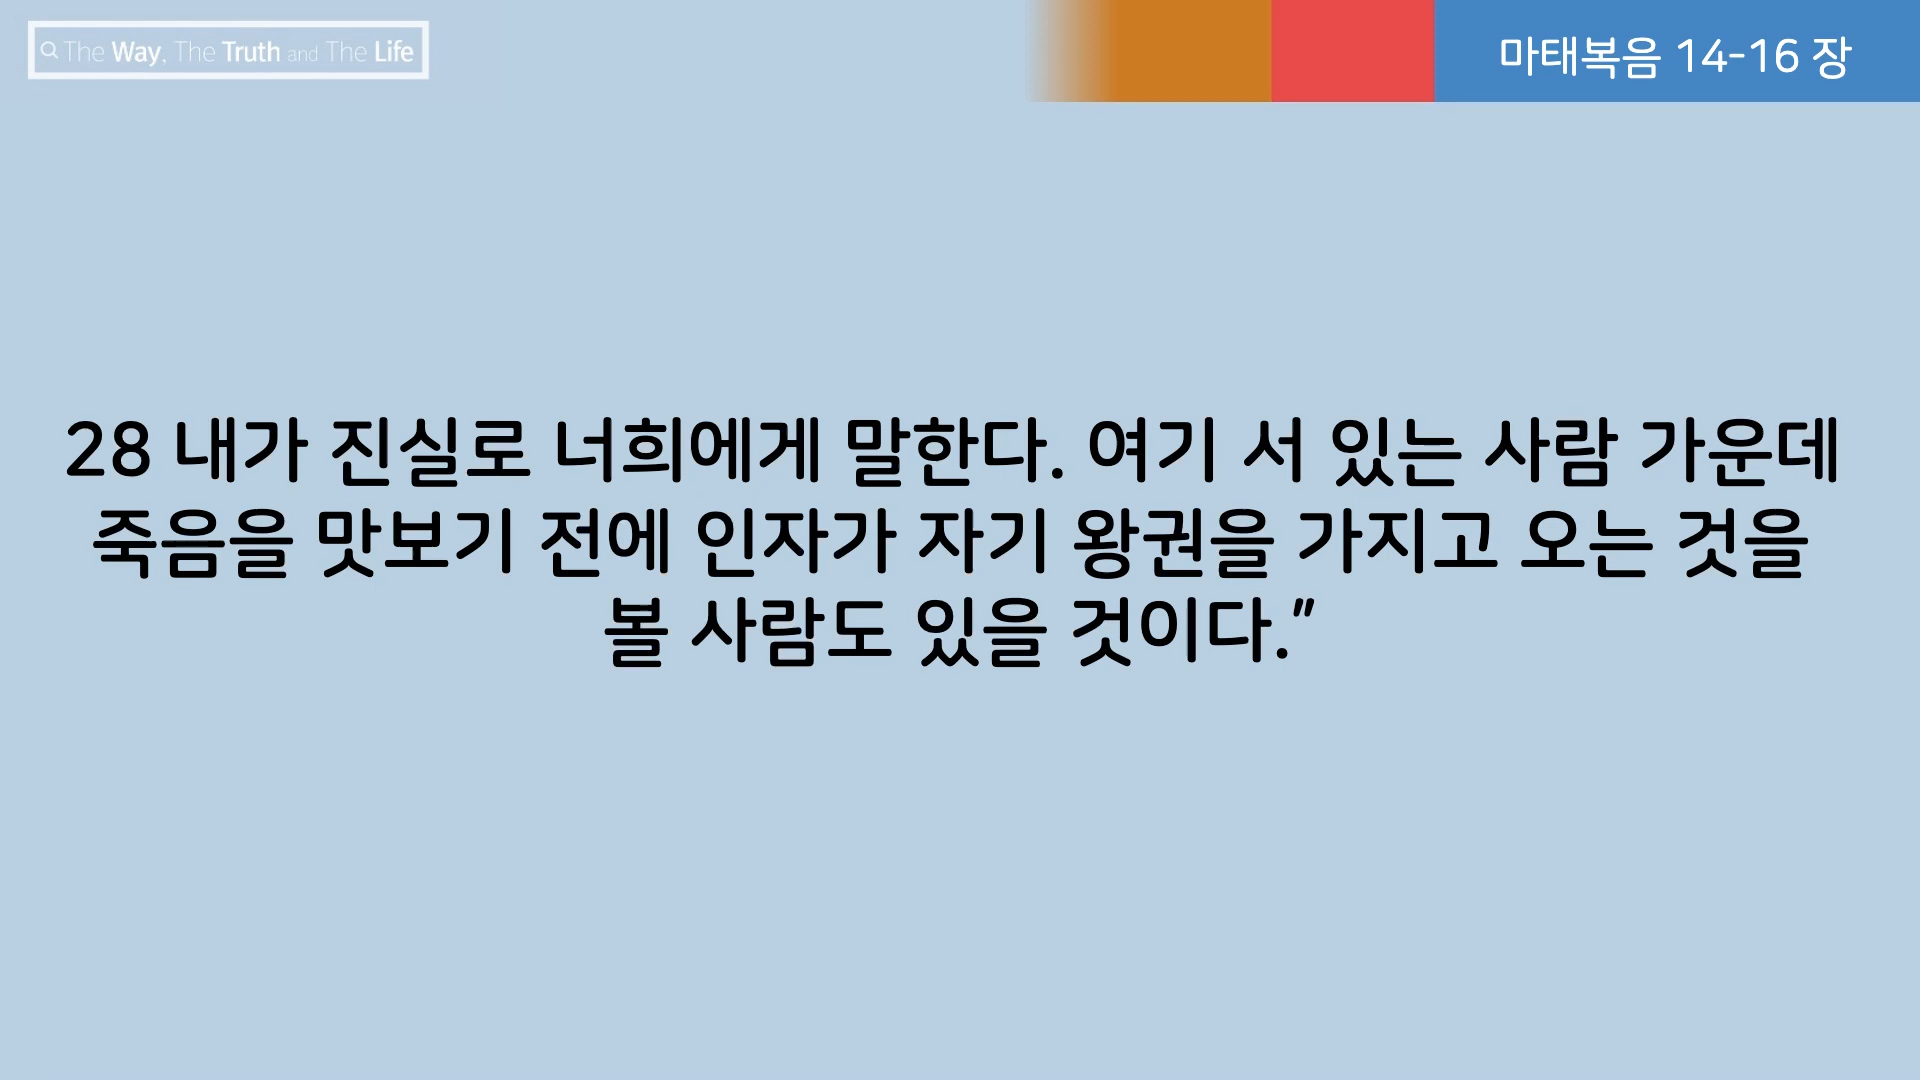 The Way, The Truth and The Life
마태복음 14-16 장
28 내가 진실로 너희에게 말한다. 여기 서 있는 사람 가운데
죽음을 맛보기 전에 인자가 자기 왕권을 가지고 오는 것을
볼 사람도 있을 것이다.”